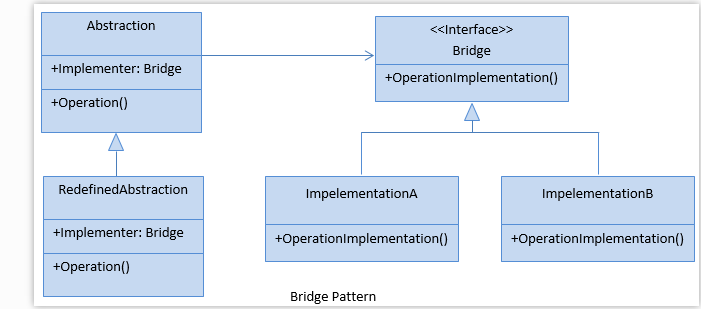 Abstraction
+Implementer: Bridge
+Operation()
<<Interface>>
Bridge
+OperationImplementation()
RedefinedAbstraction
+Implementer: Bridge
+Operation()
ImpelementationA
+OperationImplementation()
ImpelementationB
+OperationImplementation()
Bridge Pattern